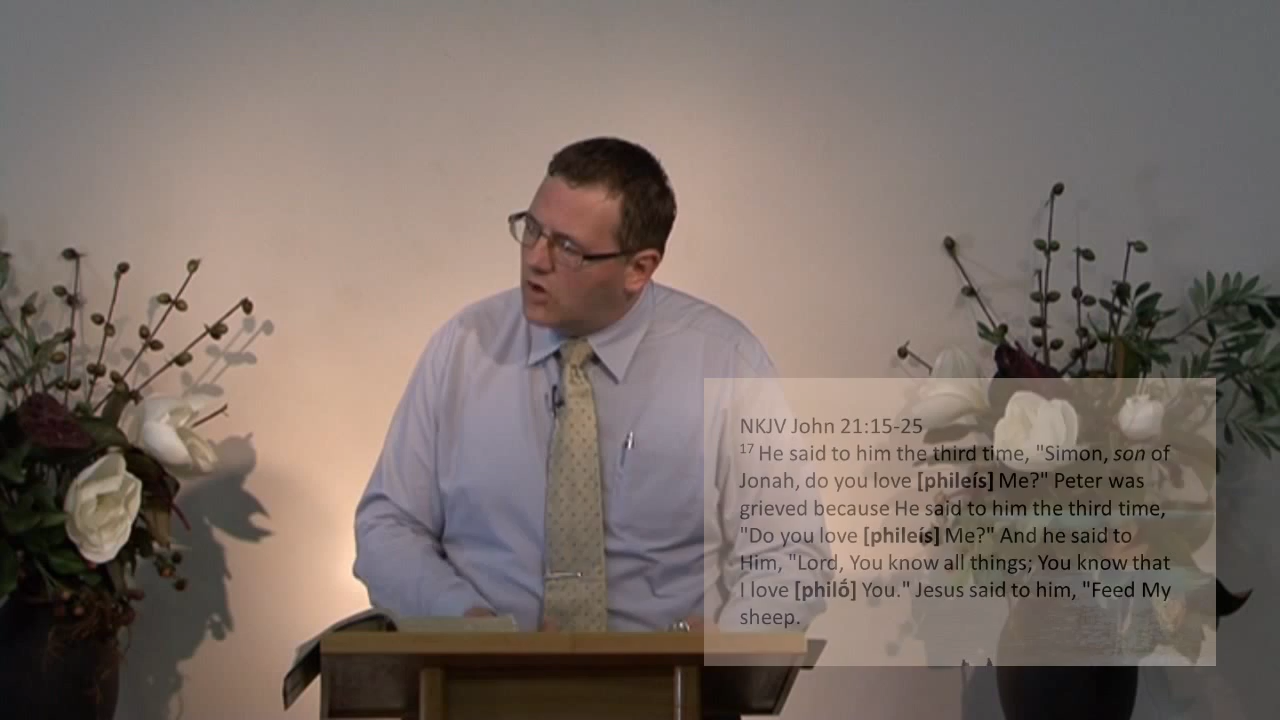 NKJV John 21:15-25
17 He said to him the third time, "Simon, son of
Jonah, do you love [phileís] Me?" Peter was
grieved because He said to him the third time,
"Do you love [phileís] Me?" And he said to
Him, "Lord, You know all things; You know that
I love [philṓ] You." Jesus said to him, "Feed My
sheep.